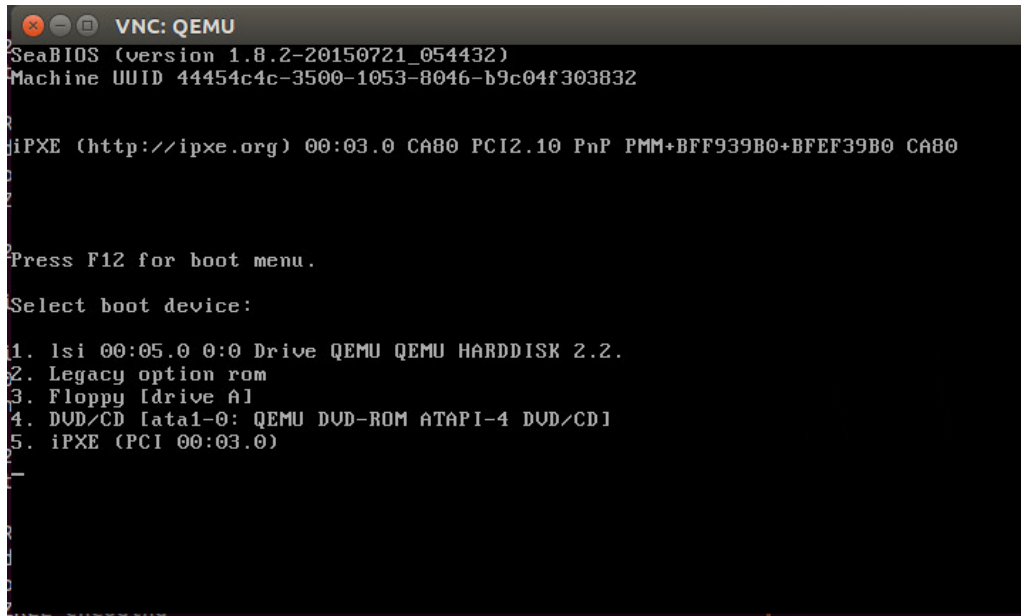 VNC: QEMU
SeaBIOS (version 1.8.2-20150721_054432)
Machine UUID 44454c4c-3500-1053-8046-b9c04f303832
iPXE (http://ipxe.org) 00:03.0 CA80 PCI2.10 PnP PMM+BFF939B0+BFEF39B0 CA80
Press F12 for boot menu.
Select boot device:
1. lsi 00:05.0 0:0 Drive QEMU QEMU HARDDISK 2.2.
2. Legacy option rom
3. Floppy [drive A]
4. DVD/CD [ata1-0: QEMU DVD-ROM ATAPI-4 DVD/CD]
5. iPXE (PCI 00:03.0)